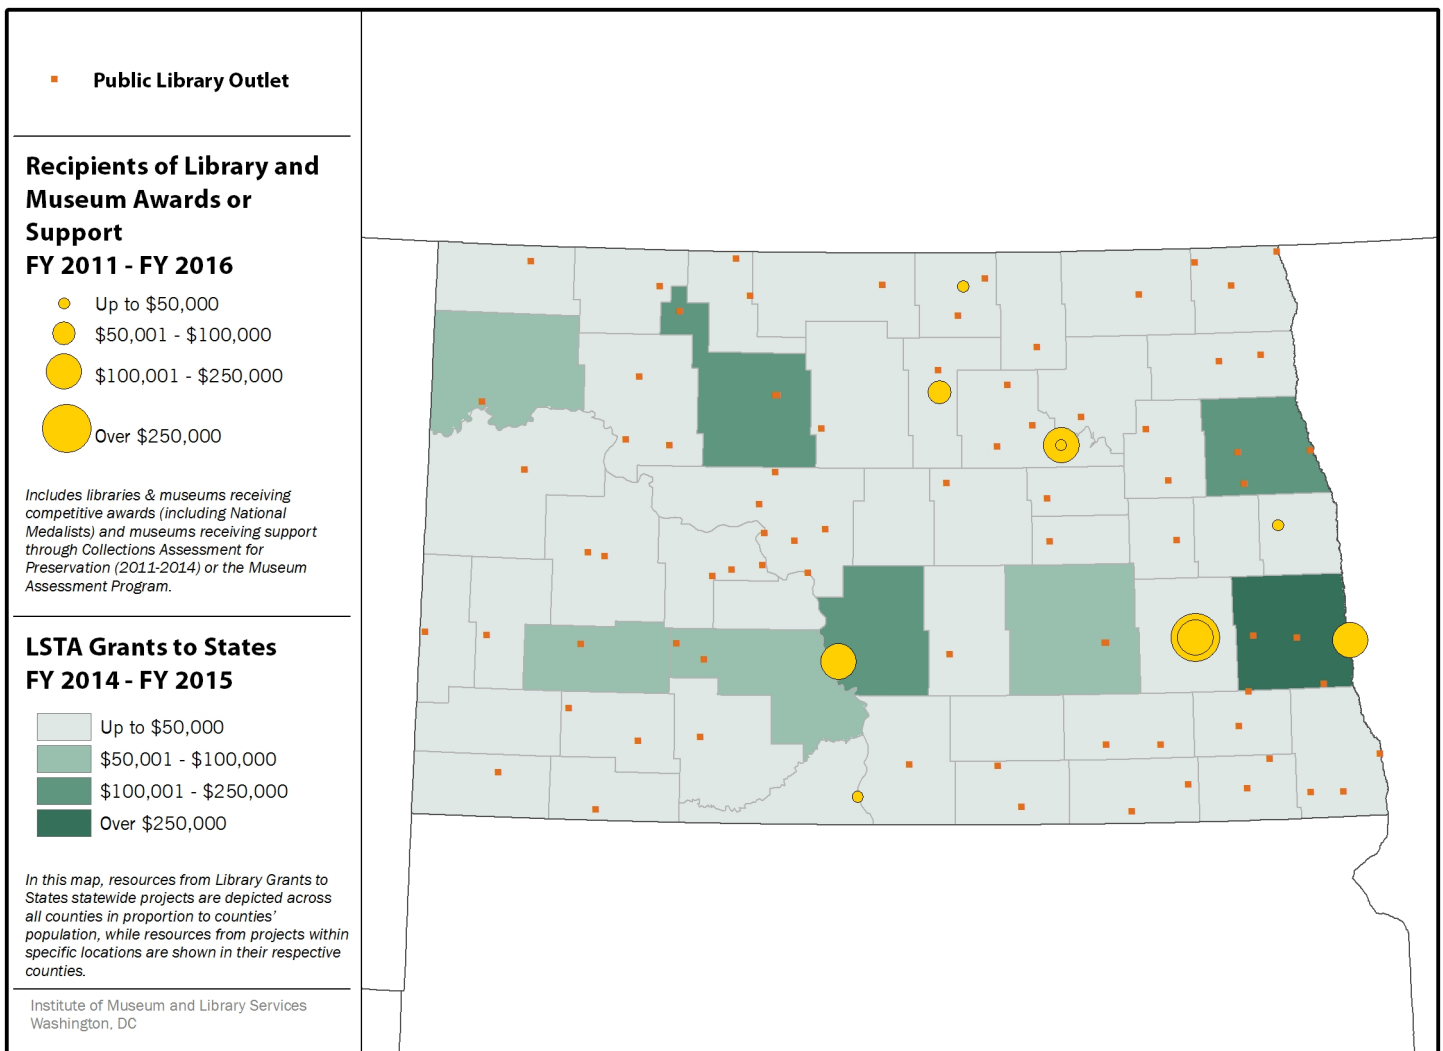 Public Library Outlet
Recipients of Library and
Museum Awards or
Support
FY 2011 - FY 2016
Up to $50,000
$50,001 - $100,000
$100,001 - $250,000
Over $250,000
Includes libraries & museums receiving
competitive awards (including National
Medalists) and museums receiving support
through Collections Assessment for
Preservation (2011-2014) or the Museum
Assessment Program.
LSTA Grants to States
FY 2014 - FY 2015
Up to $50,000
$50,001 - $100,000
$100,001 - $250,000
Over $250,000
In this map, resources from Library Grants to
States statewide projects are depicted across
all counties in proportion to counties'
population, while resources from projects within
specific locations are shown in their respective
counties.
Institute of Museum and Library Services
Washington, DC